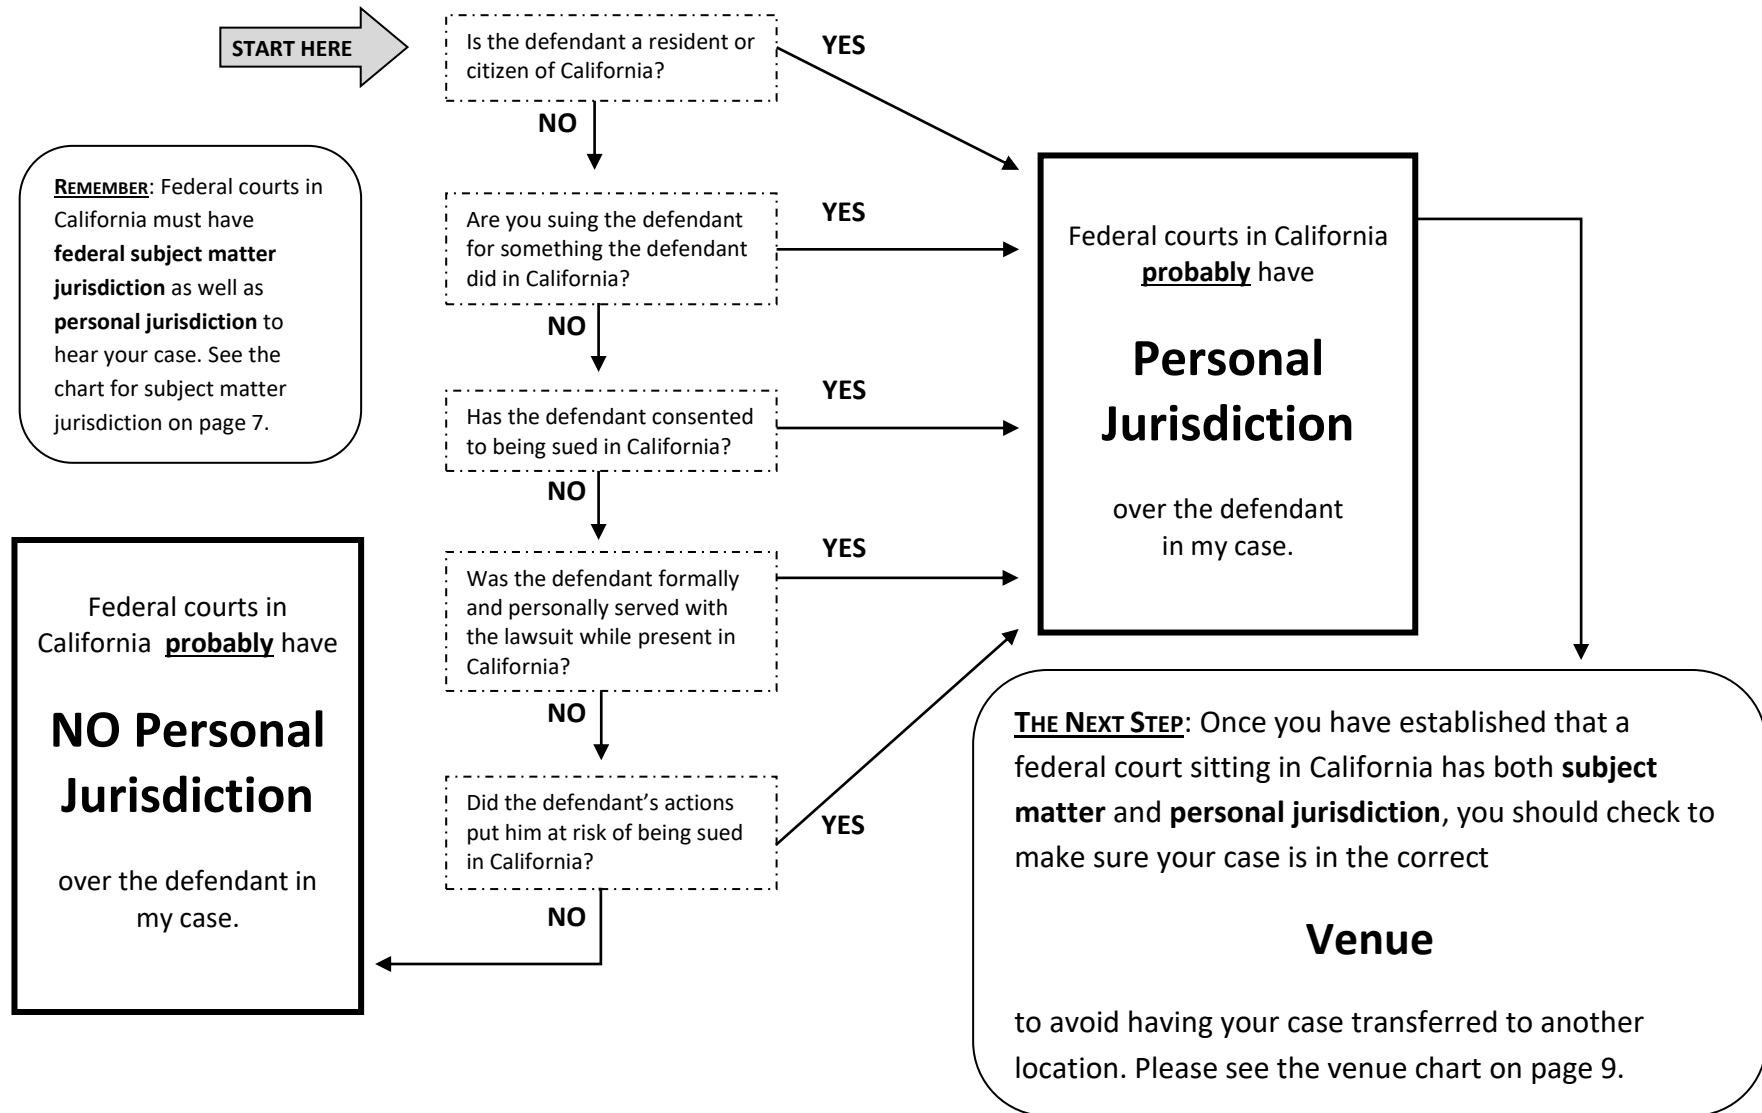 START HERE
Is the defendant a resident or
citizen of California?
YES
NO
REMEMBER: Federal courts in
California must have
federal subject matter
jurisdiction as well as
personal jurisdiction to
hear your case. See the
chart for subject matter
jurisdiction on page 7.
Are you suing the defendant
for something the defendant
did in California?
YES
NO
Has the defendant consented
to being sued in California?
YES
NO
Was the defendant formally
and personally served with
the lawsuit while present in
California?
YES
NO
Did the defendant’s actions
put him at risk of being sued
in California?
YES
NO
Federal courts in California
probably have
Personal
Jurisdiction
over the defendant
in my case.
Federal courts in
California probably have
NO Personal
Jurisdiction
over the defendant in
my case.
THE NEXT STEP: Once you have established that a
federal court sitting in California has both subject
matter and personal jurisdiction, you should check to
make sure your case is in the correct
Venue
to avoid having your case transferred to another
location. Please see the venue chart on page 9.